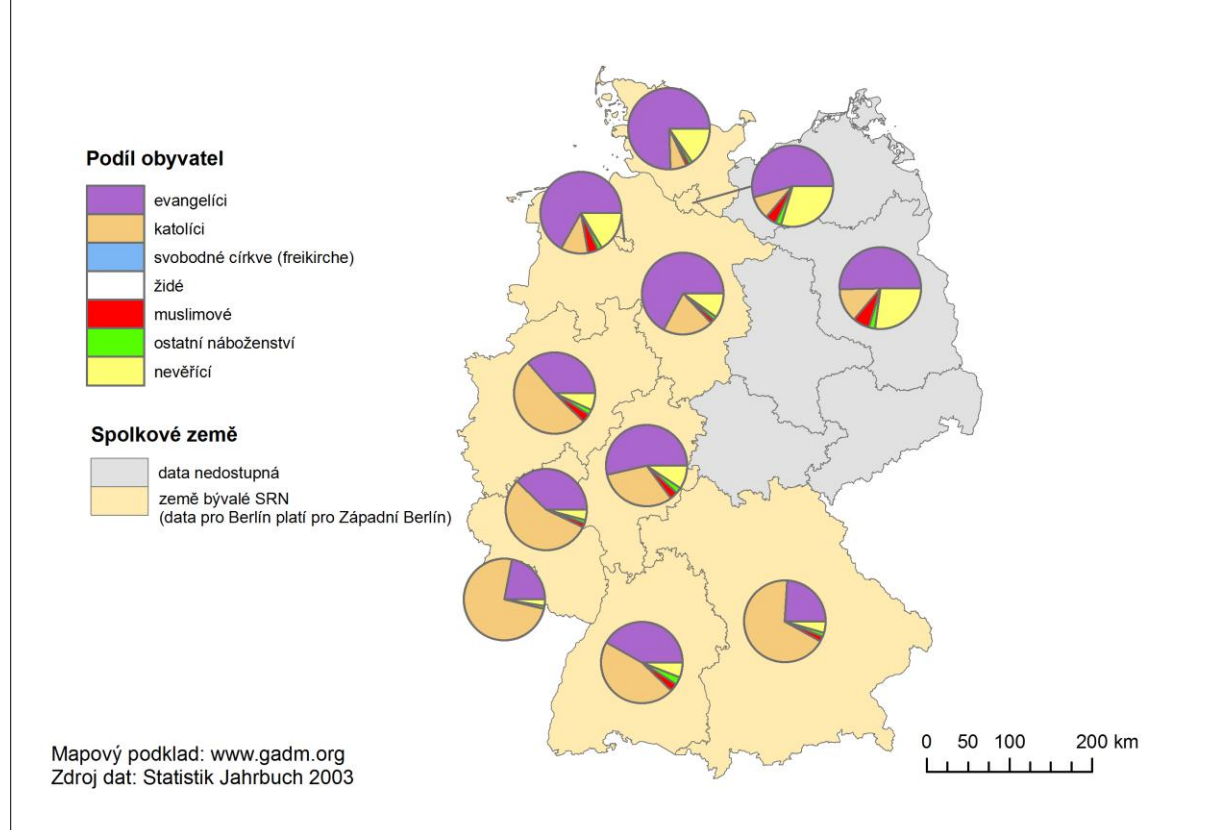 Podíl obyvatel
evangelíci
katolíci
svobodné církve (freikirche)
židé
muslimové
ostatní náboženství
nevěřící
Spolkové země
data nedostupná
země bývalé SRN
(data pro Berlín platí pro Západní Berlín)
Mapový podklad: www.gadm.org
Zdroj dat: Statistik Jahrbuch 2003
0 50 100 200 km